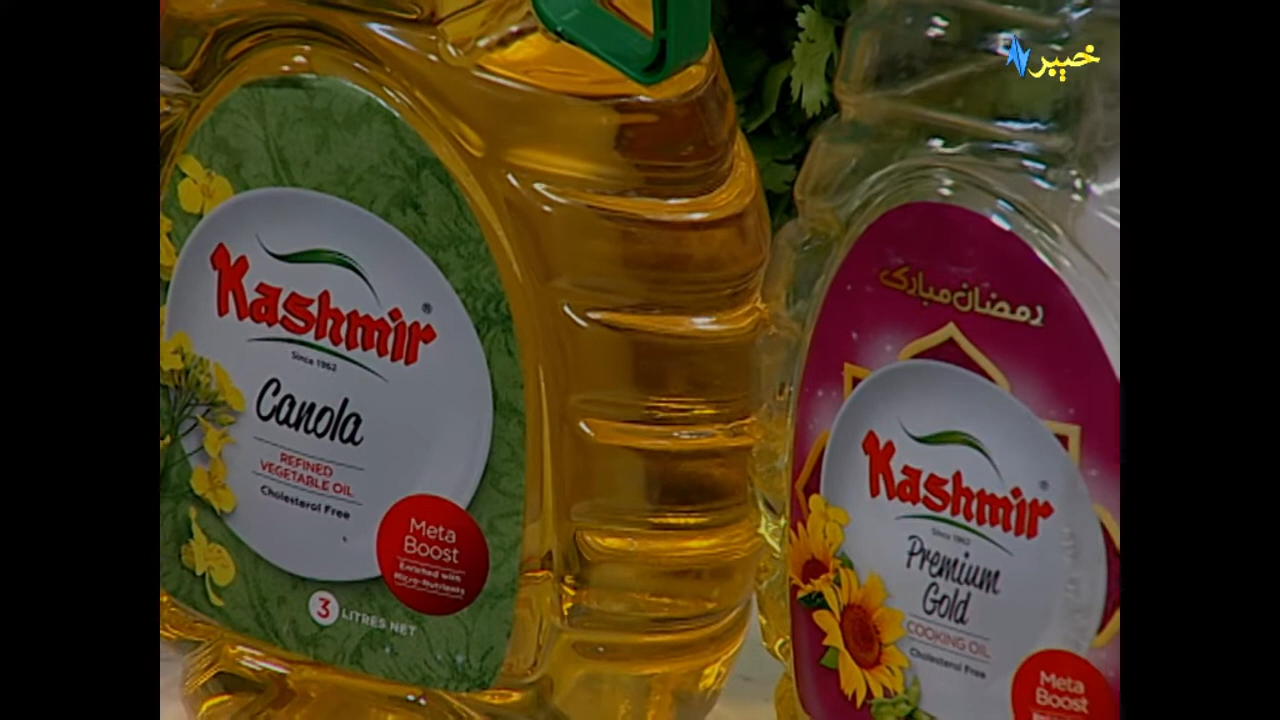 خیبر
Kashmir®
Since 1962
Canola
REFINED
VEGETABLE OIL
Cholesterol Free
Meta
Boost
Enriched with
Micro-Nutrients
3 LITRES NET
رمضان مبارک
Kashmir®
Since 1962
Premium
Gold
COOKING OIL
Cholesterol Free
Meta
Boost